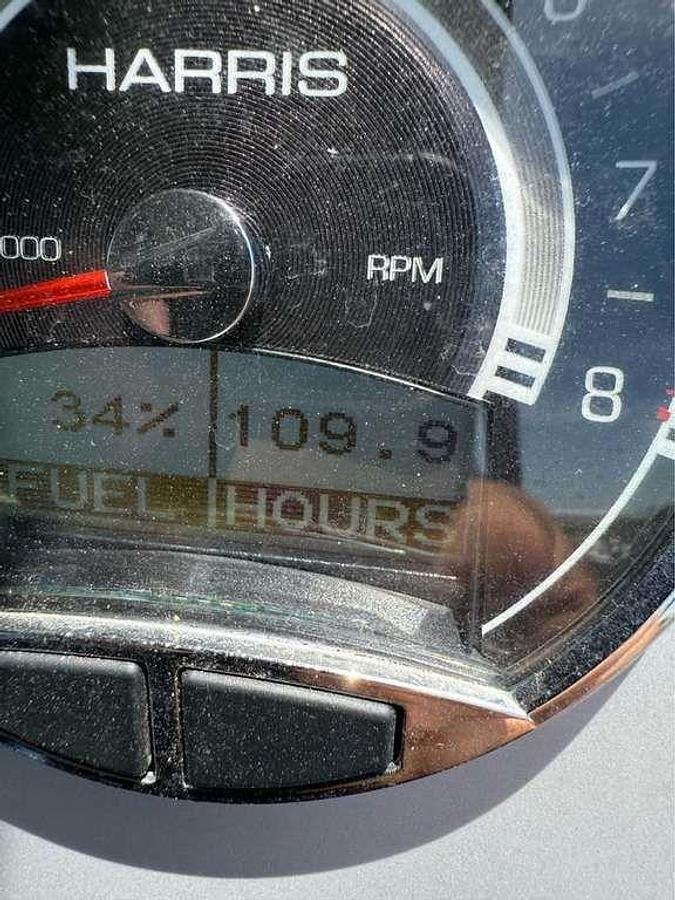 HARRIS
000
RPM
7
8
34% 109.9
FUEL HOURS